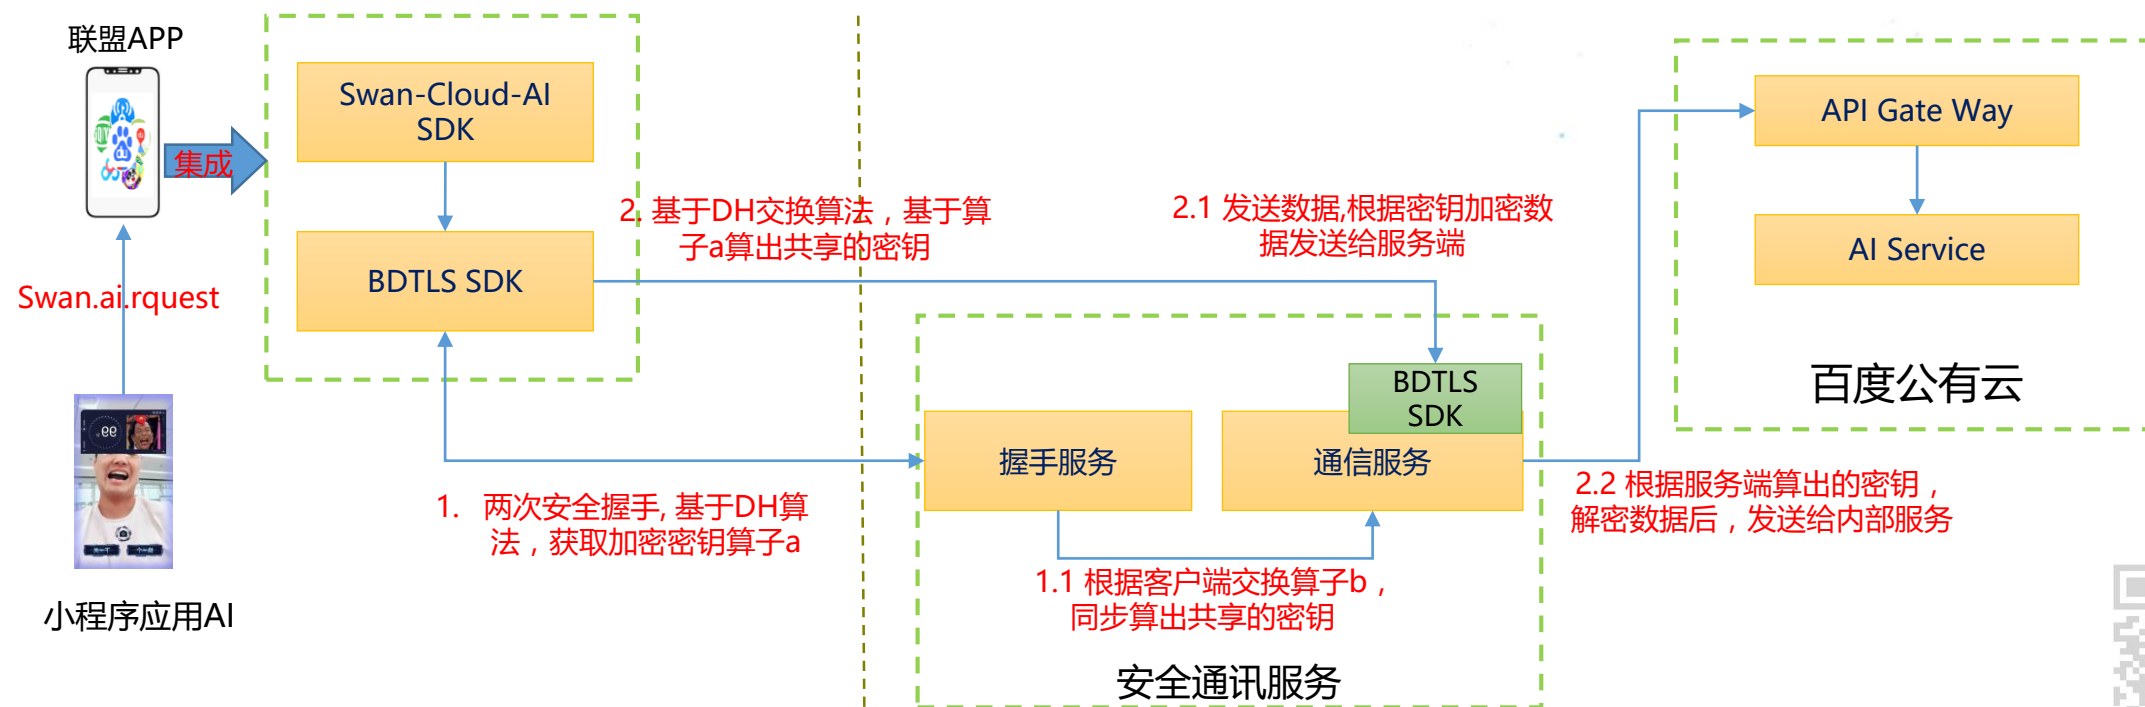 联盟APP
集成
Swan.ai.rquest
小程序应用AI
Swan-Cloud-AI
SDK
BDTLS SDK
2. 基于DH交换算法，基于算
子a算出共享的密钥
1. 两次安全握手, 基于DH算
法，获取加密密钥算子a
2.1 发送数据,根据密钥加密数
据发送给服务端
BDTLS
SDK
握手服务
通信服务
1.1 根据客户端交换算子b，
同步算出共享的密钥
安全通讯服务
2.2 根据服务端算出的密钥，
解密数据后，发送给内部服务
API Gate Way
AI Service
百度公有云